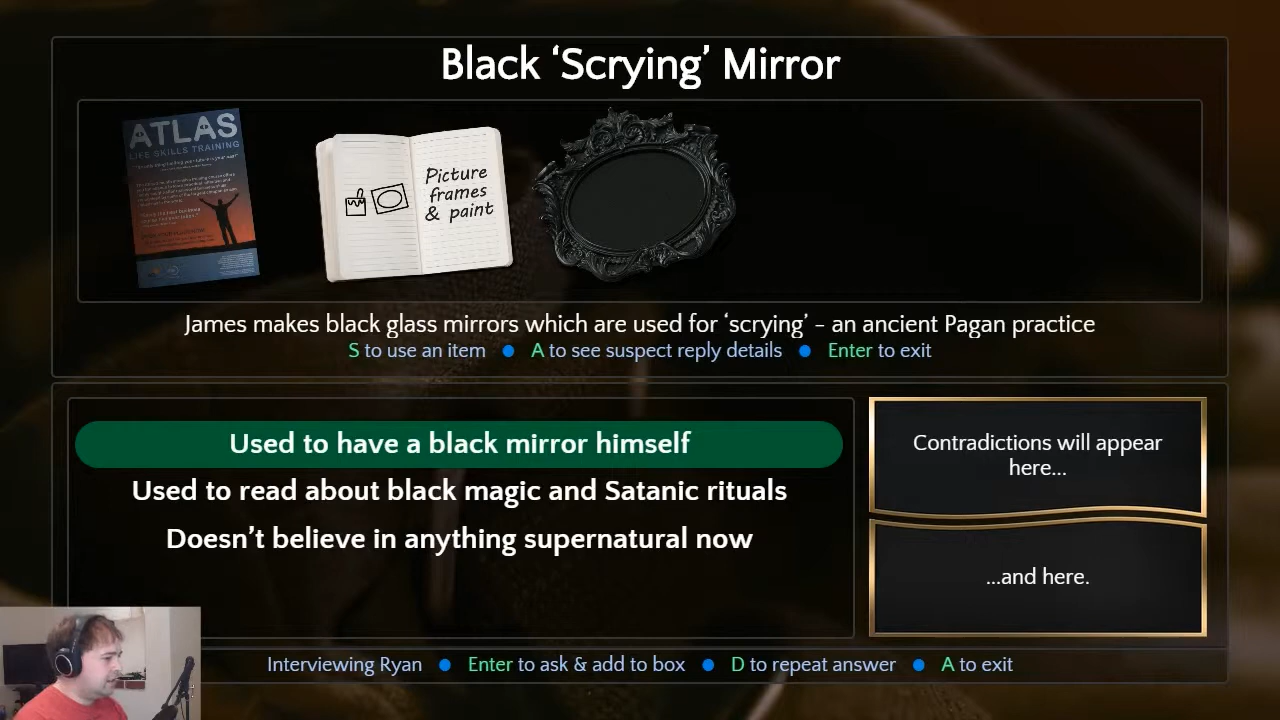 Black ‘Scrying’ Mirror
ATLAS
LIFE SKILLS TRAINING
Picture
frames
& paint
James makes black glass mirrors which are used for ‘scrying’ - an ancient Pagan practice
S to use an item A to see suspect reply details Enter to exit
Used to have a black mirror himself
Used to read about black magic and Satanic rituals
Doesn’t believe in anything supernatural now
Contradictions will appear
here...
...and here.
Interviewing Ryan Enter to ask & add to box D to repeat answer A to exit